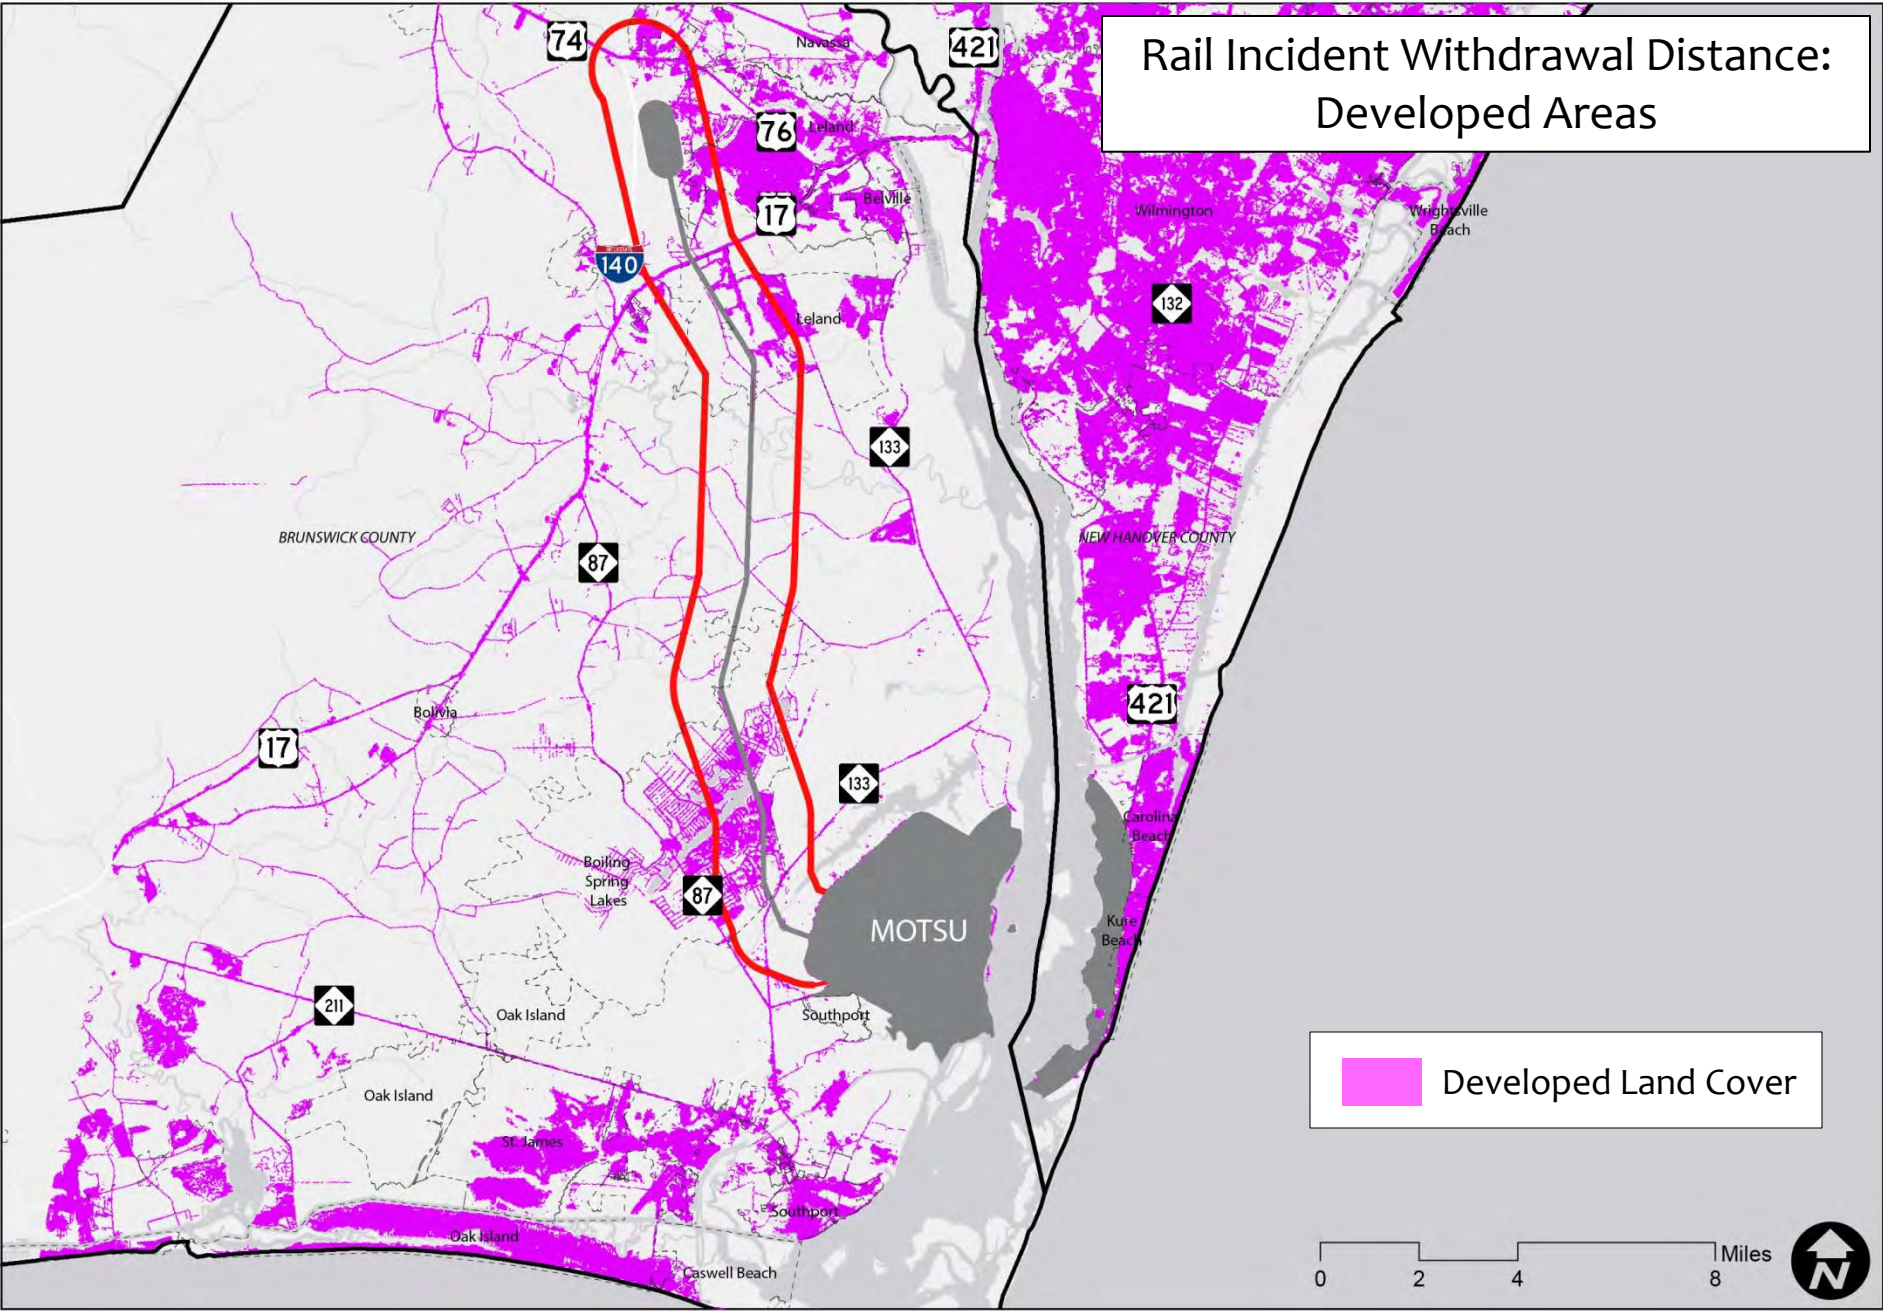 Rail Incident Withdrawal Distance:
Developed Areas
74
Navassa
421
76
Leland
17
Belville
Wilmington
Wrightsville
Beach
140
132
Leland
133
BRUNSWICK COUNTY
NEW HANOVER COUNTY
87
Bolivia
17
421
133
Carolina
Beach
Boiling
Spring
Lakes
87
MOTSU
Kure
Beach
211
Oak Island
Southport
Oak Island
Developed Land Cover
St. James
Southport
Oak Island
Caswell Beach
Miles
0 2 4 8
N